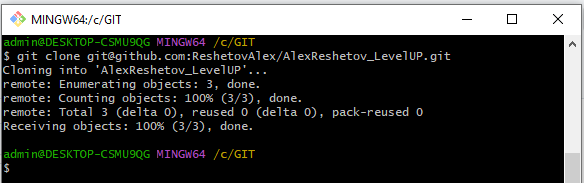 MINGW64:/c/GIT
admin@DESKTOP-CSMU9QG MINGW64 /c/GIT
$ git clone git@github.com:ReshetovAlex/AlexReshetov_LevelUP.git
Cloning into 'AlexReshetov_LevelUP'...
remote: Enumerating objects: 3, done.
remote: Counting objects: 100% (3/3), done.
remote: Total 3 (delta 0), reused 0 (delta 0), pack-reused 0
Receiving objects: 100% (3/3), done.
admin@DESKTOP-CSMU9QG MINGW64 /c/GIT
$